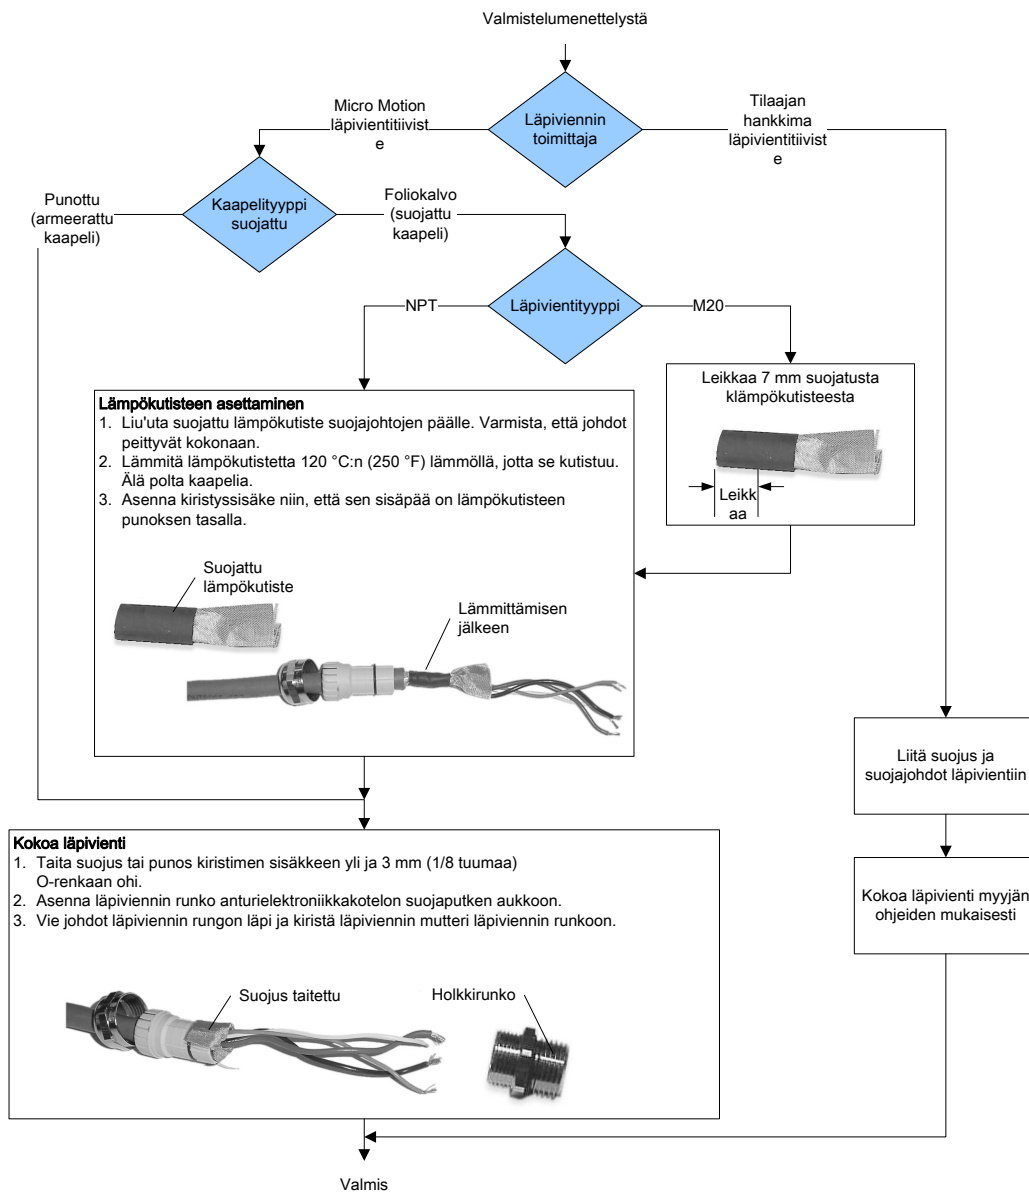 Valmistelumenettelystä
Läpiviennin
toimittaja
Micro Motion
läpivientitiivist
e
Tilaajan
hankkima
läpivientitiivist
e
Kaapelityyppi
suojattu
Punottu
(armeerattu
kaapeli)
Foliokalvo
(suojattu
kaapeli)
Läpivientityyppi
NPT
M20
Leikkaa 7 mm suojatusta
klämpökutisteesta
Leikk
aa
Lämpökutisteen asettaminen
1. Liu'uta suojattu lämpökutiste suojajohtojen päälle. Varmista, että johdot
peittyvät kokonaan.
2. Lämmitä lämpökutistetta 120 °C:n (250 °F) lämmöllä, jotta se kutistuu.
Älä polta kaapelia.
3. Asenna kiristyssisäke niin, että sen sisäpää on lämpökutisteen
punoksen tasalla.
Suojattu
lämpökutiste
Lämmittämisen
jälkeen
Liitä suojus ja
suojajohdot läpivientiin
Kokoa läpivienti
1. Taita suojus tai punos kiristimen sisäkkeen yli ja 3 mm (1/8 tuumaa)
O-renkaan ohi.
2. Asenna läpiviennin runko anturielektroniikkakotelon suojaputken aukkoon.
3. Vie johdot läpiviennin rungon läpi ja kiristä läpiviennin mutteri läpiviennin runkoon.
Suojus taitettu
Holkkirunko
Kokoa läpivienti myyjän
ohjeiden mukaisesti
Valmis